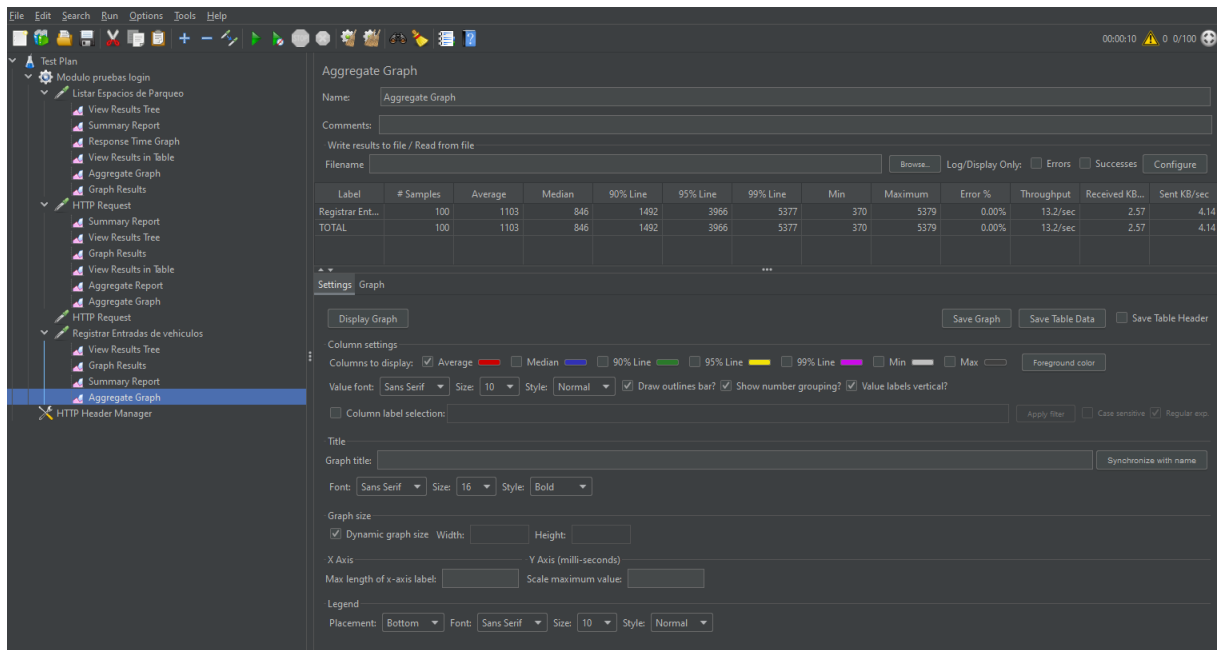 File Edit Search Run Options Tools Help
00:00:10 0 0/100
Test Plan
Modulo pruebas login
Listar Espacios de Parqueo
View Results Tree
Summary Report
Response Time Graph
View Results in Table
Aggregate Graph
Graph Results
HTTP Request
Summary Report
View Results Tree
Graph Results
View Results in Table
Aggregate Report
Aggregate Graph
HTTP Request
Registrar Entradas de vehiculos
View Results Tree
Graph Results
Summary Report
Aggregate Graph
HTTP Header Manager
Aggregate Graph
Name: Aggregate Graph
Comments:
Write results to file / Read from file
Filename Browse... Log/Display Only: Errors Successes Configure
Label # Samples Average Median 90% Line 95% Line 99% Line Min Maximum Error % Throughput Received KB... Sent KB/sec
Registrar Ent... 100 1103 846 1492 3966 5377 370 5379 0.00% 13.2/sec 2.57 4.14
TOTAL 100 1103 846 1492 3966 5377 370 5379 0.00% 13.2/sec 2.57 4.14
Settings Graph
Display Graph Save Graph Save Table Data Save Table Header
Column settings
Columns to display: Average Median 90% Line 95% Line 99% Line Min Max Foreground color
Value font: Sans Serif Size: 10 Style: Normal Draw outlines bar? Show number grouping? Value labels vertical?
Column label selection: Apply filter Case sensitive Regular exp.
Title
Graph title: Synchronize with name
Font: Sans Serif Size: 16 Style: Bold
Graph size
Dynamic graph size Width: Height:
X Axis Y Axis (milli-seconds)
Max length of x-axis label: Scale maximum value:
Legend
Placement: Bottom Font: Sans Serif Size: 10 Style: Normal